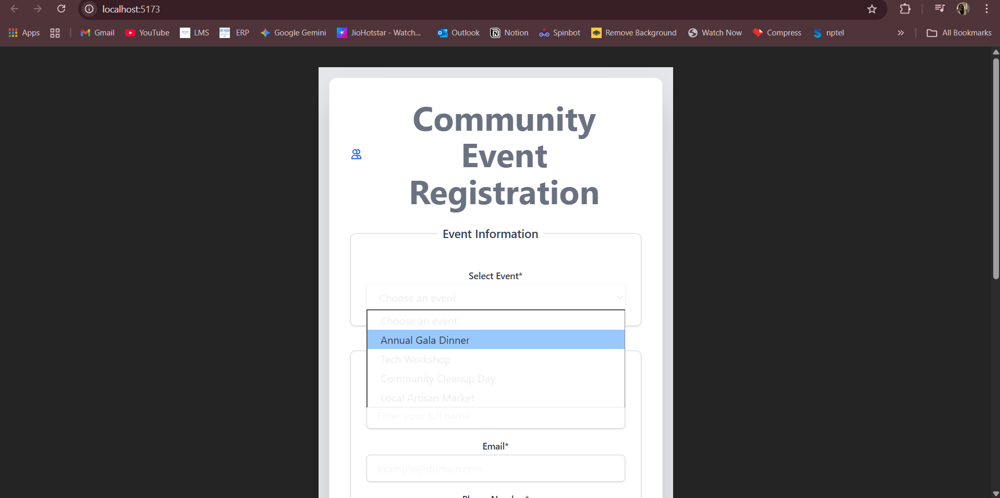 localhost:5173
Apps
Gmail
YouTube
LMS
ERP
Google Gemini
JioHotstar - Watch...
Outlook
Notion
Spinbot
Remove Background
Watch Now
Compress
nptel
All Bookmarks
Community
Event
Registration
Event Information
Select Event*
Choose an event
Choose an event
Annual Gala Dinner
Tech Workshop
Community Cleanup Day
Local Artisan Market
Enter your full name
Email*
example@domain.com
Phone Number*